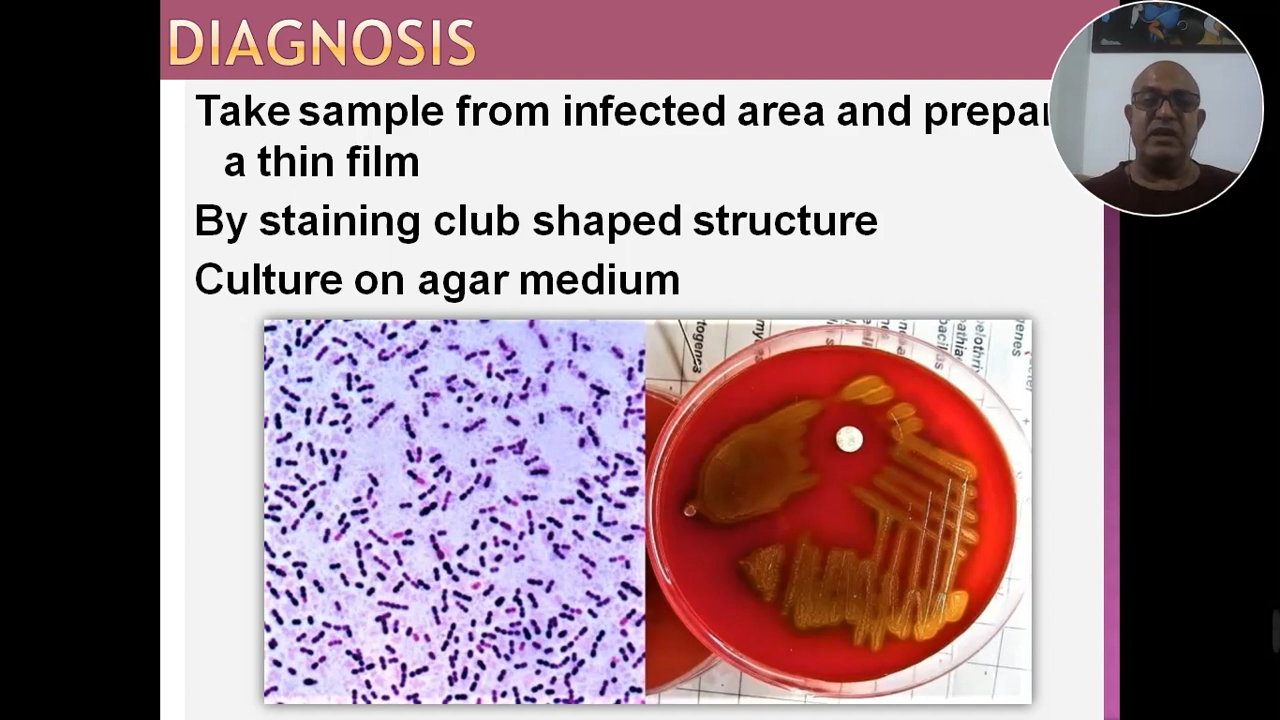 DIAGNOSIS
Take sample from infected area and prepar
a thin film
By staining club shaped structure
Culture on agar medium